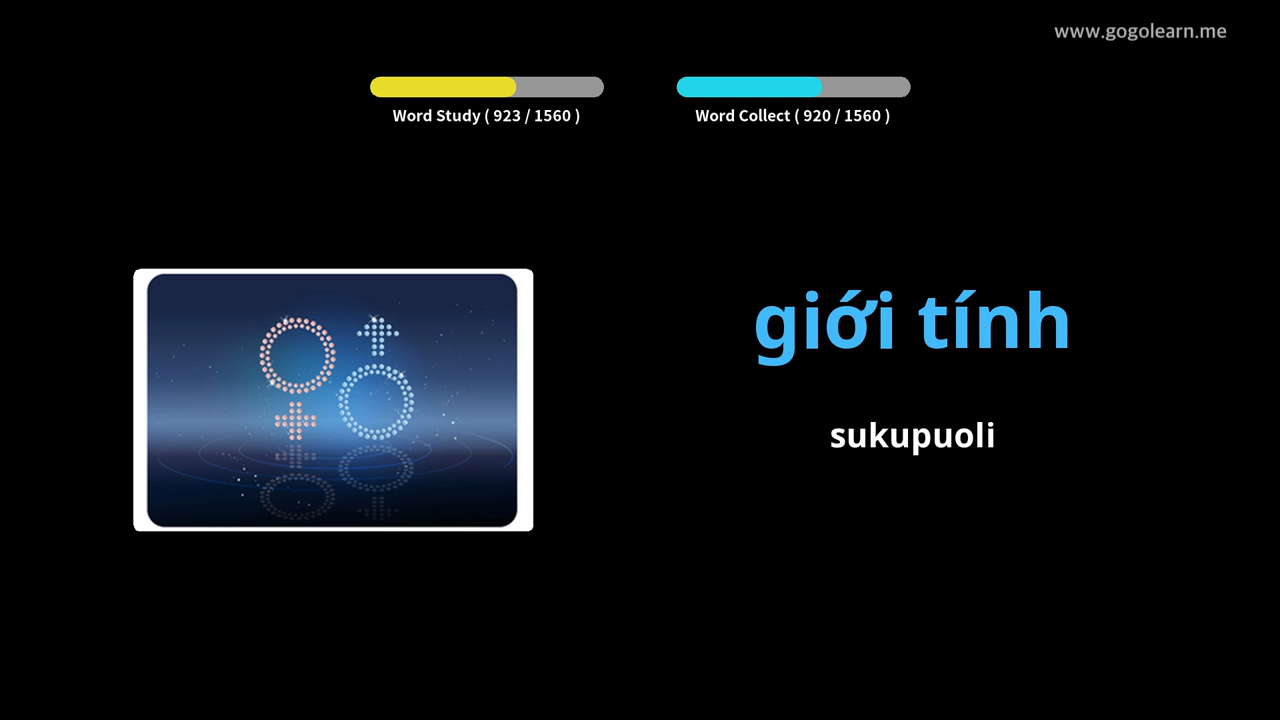 www.gogolearn.me
Word Study ( 923 / 1560 )
Word Collect ( 920 / 1560 )
giới tính
sukupuoli